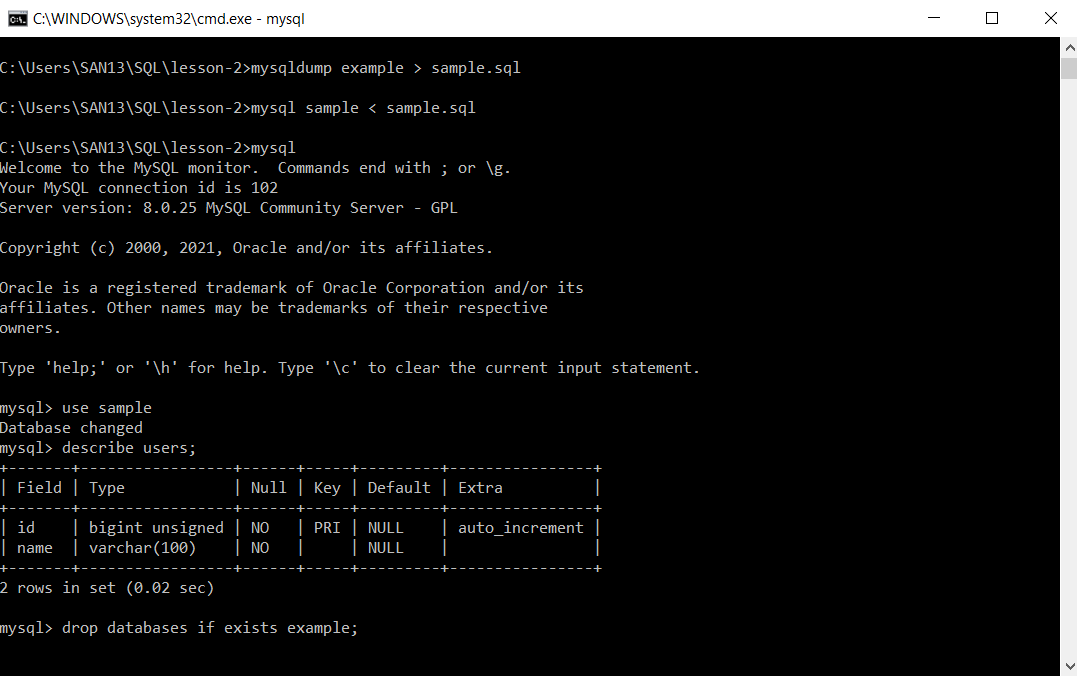 C:\WINDOWS\system32\cmd.exe - mysql
C:\Users\SAN13\SQL\lesson-2>mysqldump example > sample.sql
C:\Users\SAN13\SQL\lesson-2>mysql sample < sample.sql
C:\Users\SAN13\SQL\lesson-2>mysql
Welcome to the MySQL monitor.  Commands end with ; or \g.
Your MySQL connection id is 102
Server version: 8.0.25 MySQL Community Server - GPL
Copyright (c) 2000, 2021, Oracle and/or its affiliates.
Oracle is a registered trademark of Oracle Corporation and/or its
affiliates. Other names may be trademarks of their respective
owners.
Type 'help;' or '\h' for help. Type '\c' to clear the current input statement.
mysql> use sample
Database changed
mysql> describe users;
+-------+-----------------+------+-----+---------+----------------+
| Field | Type            | Null | Key | Default | Extra          |
+-------+-----------------+------+-----+---------+----------------+
| id    | bigint unsigned | NO   | PRI | NULL    | auto_increment |
| name  | varchar(100)    | NO   |     | NULL    |                |
+-------+-----------------+------+-----+---------+----------------+
2 rows in set (0.02 sec)
mysql> drop databases if exists example;